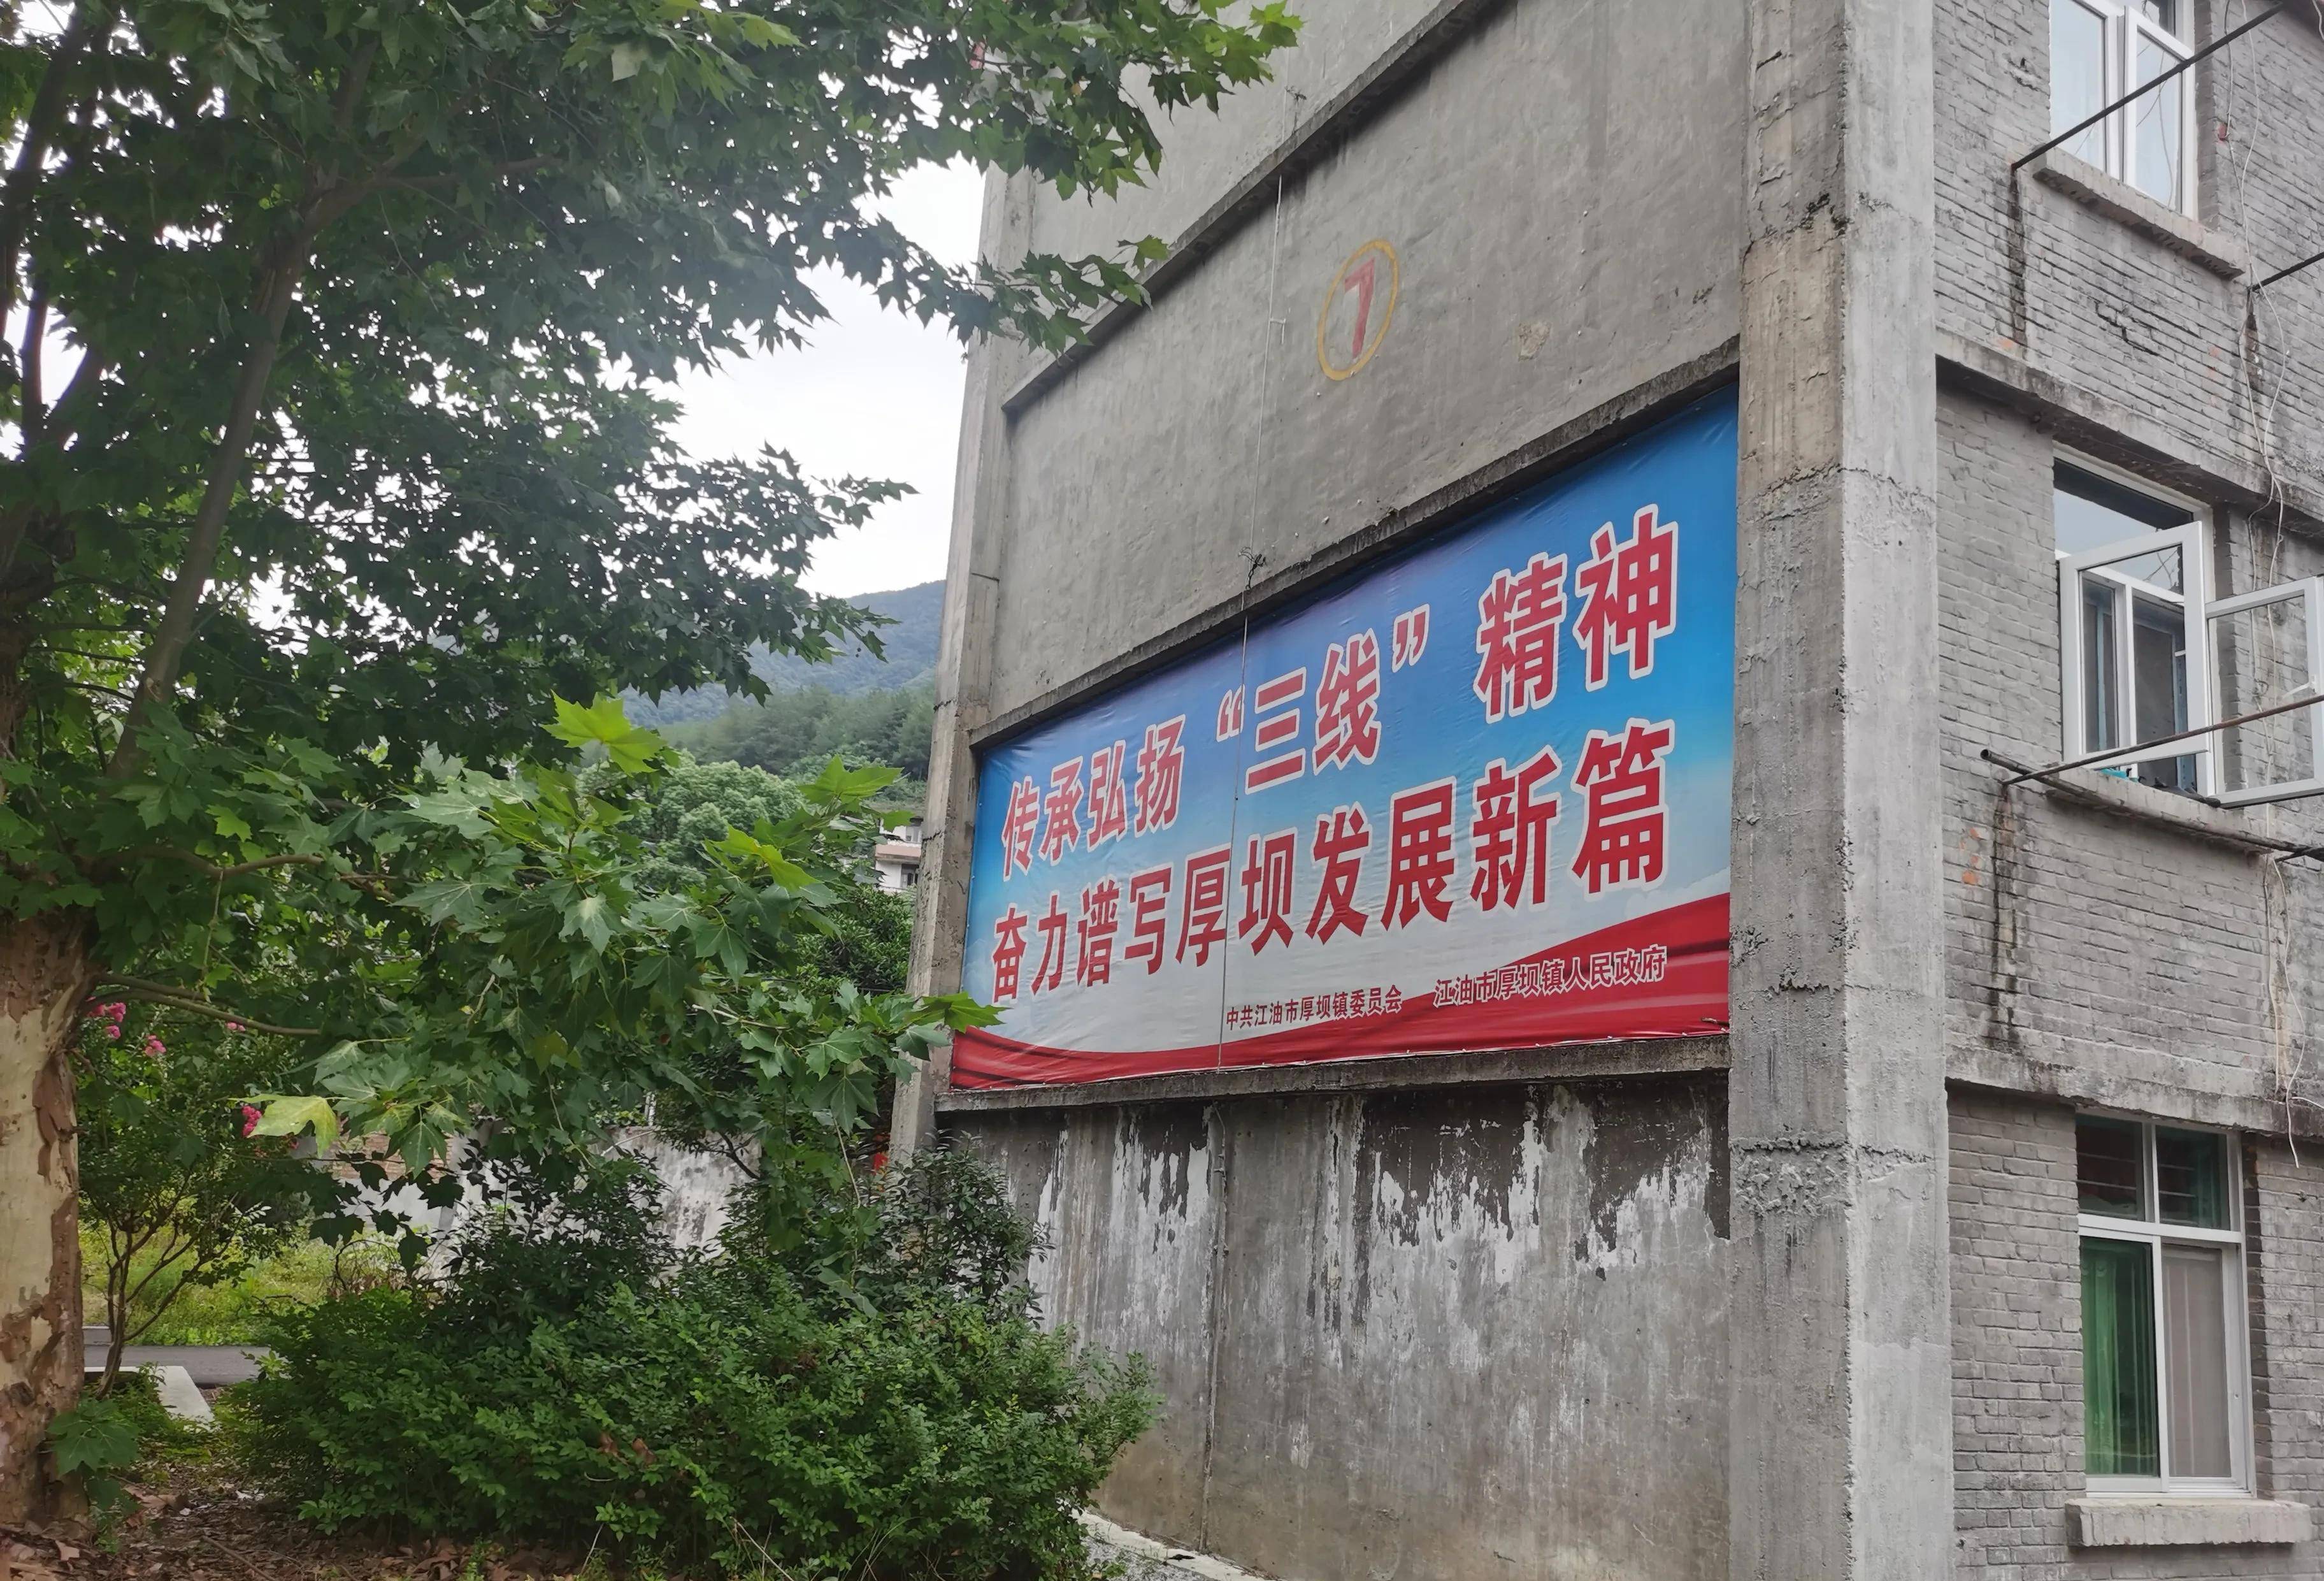 7
传承弘扬“三线”精神
奋力谱写厚坝发展新篇
中共江油市厚坝镇委员会 江油市厚坝镇人民政府